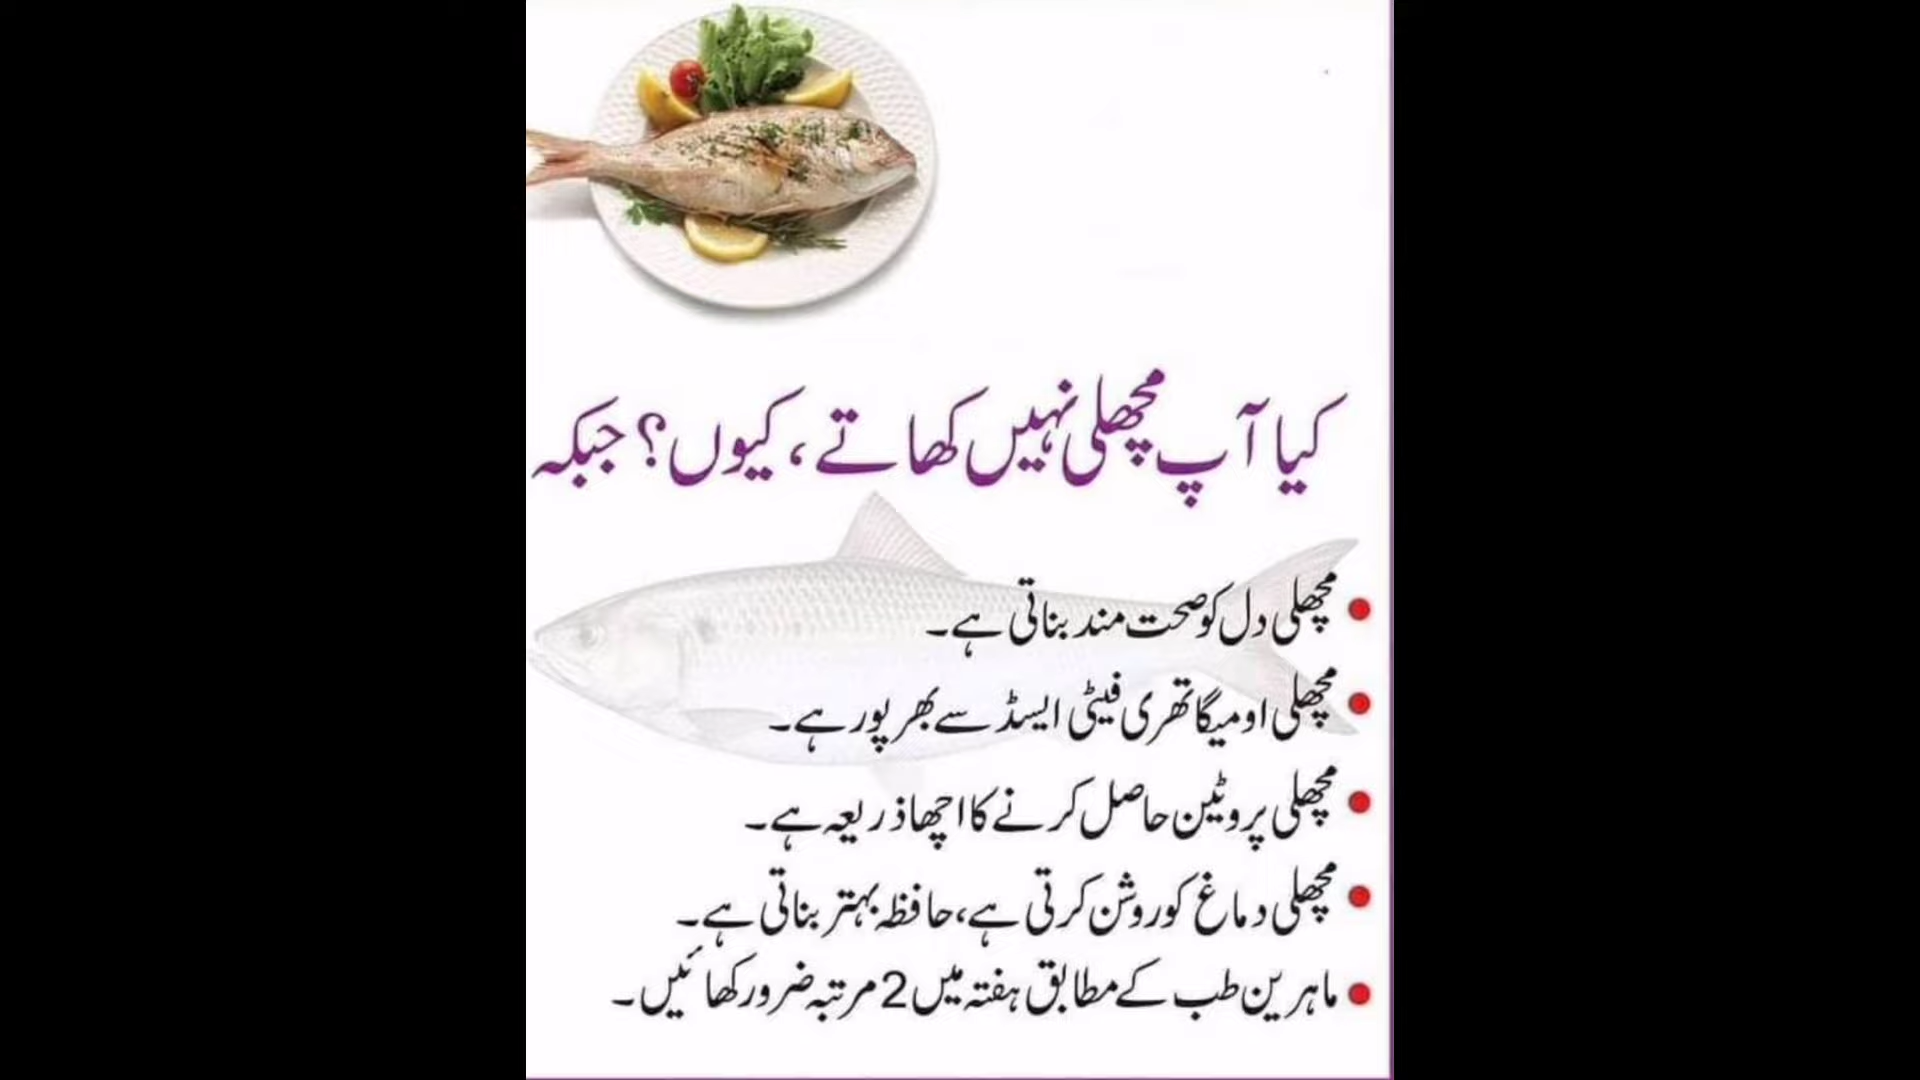 کیا آپ مچھلی نہیں کھاتے، کیوں؟ جبکہ
مچھلی دل کو صحت مند بناتی ہے۔
مچھلی اومیگا تھری فیٹی ایسڈ سے بھرپور ہے۔
مچھلی پروٹین حاصل کرنے کا اچھا ذریعہ ہے۔
مچھلی دماغ کو روشن کرتی ہے، حافظہ بہتر بناتی ہے۔
ماہرین طب کے مطابق ہفتہ میں 2 مرتبہ ضرور کھائیں۔